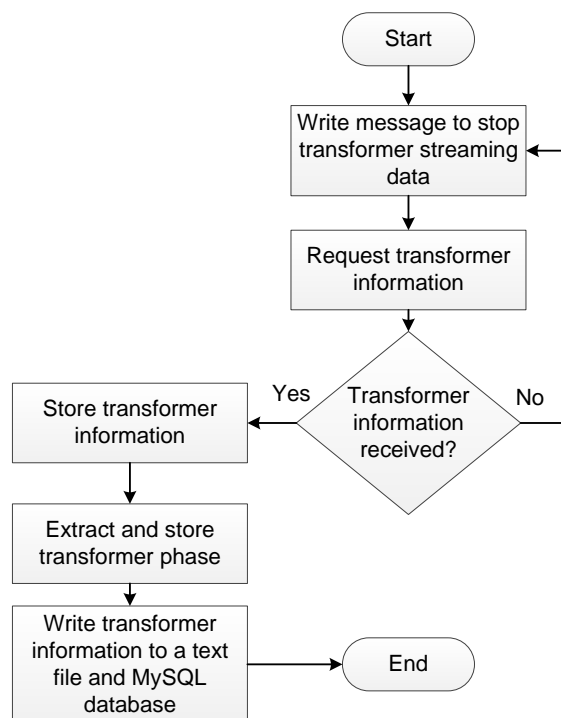 Start
Write message to stop
transformer streaming
data
Request transformer
information
Transformer
information
received?
Yes
No
Store transformer
information
Extract and store
transformer phase
Write transformer
information to a text
file and MySQL
database
End